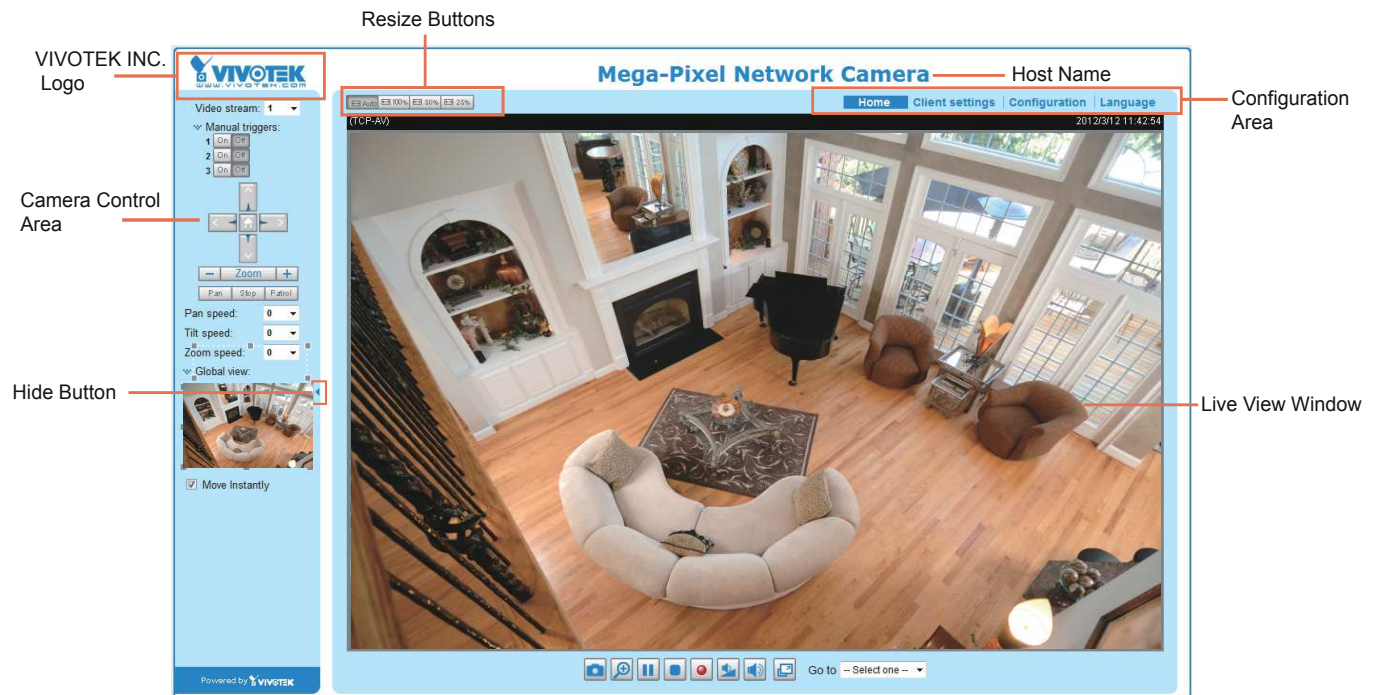 Resize Buttons
VIVOTEK INC.
Logo
VIVOTEK
www.vivotek.com
Mega-Pixel Network Camera
Host Name
Video stream: 1
Auto 100% 50% 25%
Home Client settings Configuration Language
Configuration
Area
(TCP-AV)
2012/3/12 11:42:54
Manual triggers:
1 On Off
2 On Off
3 On Off
Camera Control
Area
− Zoom +
Pan Stop Patrol
Pan speed: 0
Tilt speed: 0
Zoom speed: 0
Global view:
Hide Button
Live View Window
Move Instantly
Go to -- Select one --
Powered by VIVOTEK